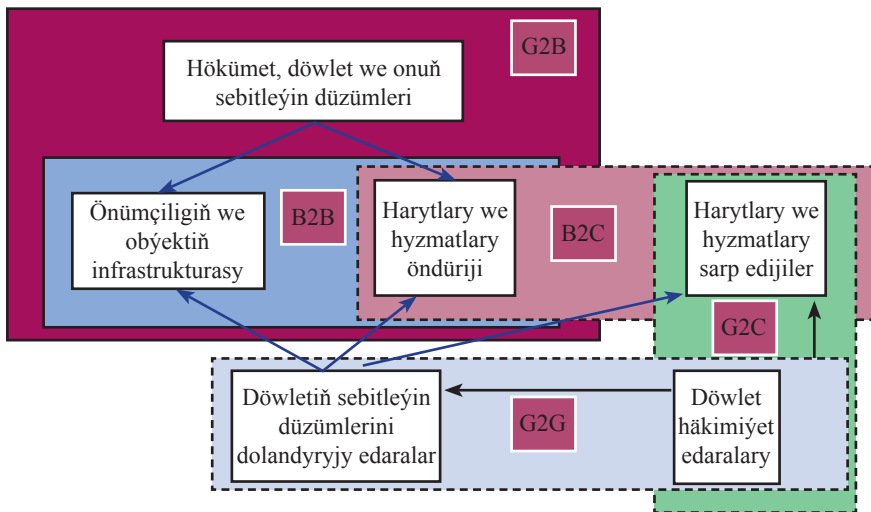 G2B
Hökümet, döwlet we onuň
sebitleýin düzümleri
Önümçiligiň we
obýektiň
infrastrukturasy
B2B
Harytlary we
hyzmatlary
öndüriji
B2C
Harytlary we
hyzmatlary
sarp edijiler
G2C
Döwletiň sebitleýin
düzümlerini
dolandyryjy edaralar
G2G
Döwlet
häkimiýet
edaralary